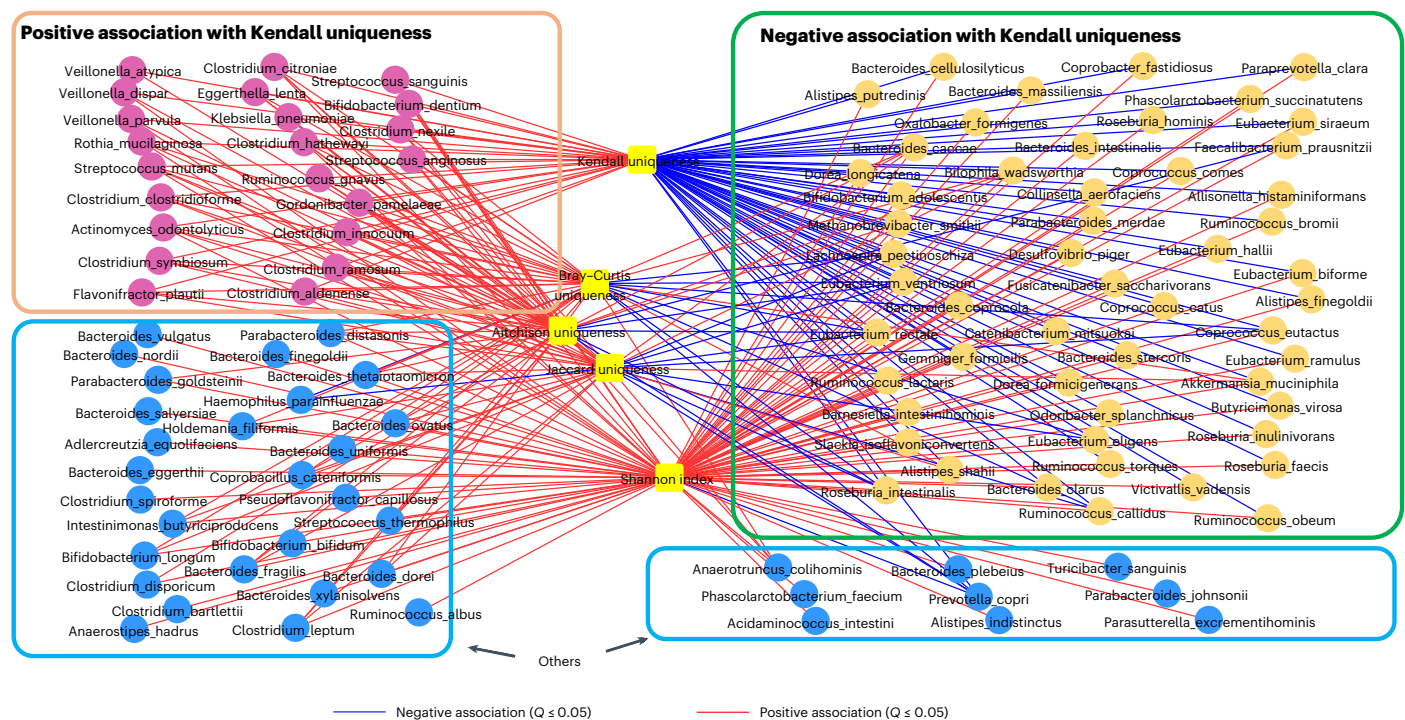 Positive association with Kendall uniqueness
Veillonella_atypica
Clostridium_citroniae
Streptococcus_sanguinis
Veillonella_dispar
Eggerthella_lenta
Bifidobacterium_dentium
Veillonella_parvula
Klebsiella_pneumoniae
Clostridium_nexile
Rothia_mucilaginosa
Clostridium_hathewayi
Streptococcus_mutans
Streptococcus_anginosus
Ruminococcus_gnavus
Clostridium_clostridioforme
Gordonibacter_pamelaeae
Actinomyces_odontolyticus
Clostridium_innocuum
Clostridium_symbiosum
Clostridium_ramosum
Flavonifractor_plautii
Clostridium_aldenense
Kendall uniqueness
Bray–Curtis
uniqueness
Aitchison uniqueness
Jaccard uniqueness
Shannon index
Negative association with Kendall uniqueness
Bacteroides_cellulosilyticus
Coprobacter_fastidiosus
Paraprevotella_clara
Alistipes_putredinis
Bacteroides_massiliensis
Phascolarctobacterium_succinatutens
Oxalobacter_formigenes
Roseburia_hominis
Eubacterium_siraeum
Bacteroides_caccae
Bacteroides_intestinalis
Faecalibacterium_prausnitzii
Dorea_longicatena
Bilophila_wadsworthia
Coprococcus_comes
Bifidobacterium_adolescentis
Collinsella_aerofaciens
Allisonella_histaminiformans
Methanobrevibacter_smithii
Parabacteroides_merdae
Ruminococcus_bromii
Lachnospira_pectinoschiza
Desulfovibrio_piger
Eubacterium_hallii
Eubacterium_ventriosum
Fusicatenibacter_saccharivorans
Eubacterium_biforme
Bacteroides_coprocola
Coprococcus_catus
Alistipes_finegoldii
Eubacterium_rectale
Catenibacterium_mitsuokai
Coprococcus_eutactus
Gemmiger_formicilis
Bacteroides_stercoris
Eubacterium_ramulus
Ruminococcus_lactaris
Dorea_formicigenerans
Akkermansia_muciniphila
Barnesiella_intestinihominis
Odoribacter_splanchnicus
Butyricimonas_virosa
Slackia_isoflavoniconvertens
Eubacterium_eligens
Roseburia_inulinivorans
Alistipes_shahii
Ruminococcus_torques
Roseburia_faecis
Roseburia_intestinalis
Bacteroides_clarus
Victivallis_vadensis
Ruminococcus_callidus
Ruminococcus_obeum
Bacteroides_vulgatus
Parabacteroides_distasonis
Bacteroides_nordii
Bacteroides_finegoldii
Parabacteroides_goldsteinii
Bacteroides_thetaiotaomicron
Haemophilus_parainfluenzae
Bacteroides_salyersiae
Holdemania_filiformis
Bacteroides_ovatus
Adlercreutzia_equolifaciens
Bacteroides_uniformis
Bacteroides_eggerthii
Coprobacillus_cateniformis
Clostridium_spiroforme
Pseudoflavonifractor_capillosus
Intestinimonas_butyriciproducens
Streptococcus_thermophilus
Bifidobacterium_bifidum
Bifidobacterium_longum
Bacteroides_fragilis
Bacteroides_dorei
Clostridium_disporicum
Bacteroides_xylanisolvens
Clostridium_bartlettii
Ruminococcus_albus
Anaerostipes_hadrus
Clostridium_leptum
Anaerotruncus_colihominis
Bacteroides_plebeius
Turicibacter_sanguinis
Phascolarctobacterium_faecium
Prevotella_copri
Parabacteroides_johnsonii
Acidaminococcus_intestini
Alistipes_indistinctus
Parasutterella_excrementihominis
Others
Negative association (Q ≤ 0.05)
Positive association (Q ≤ 0.05)